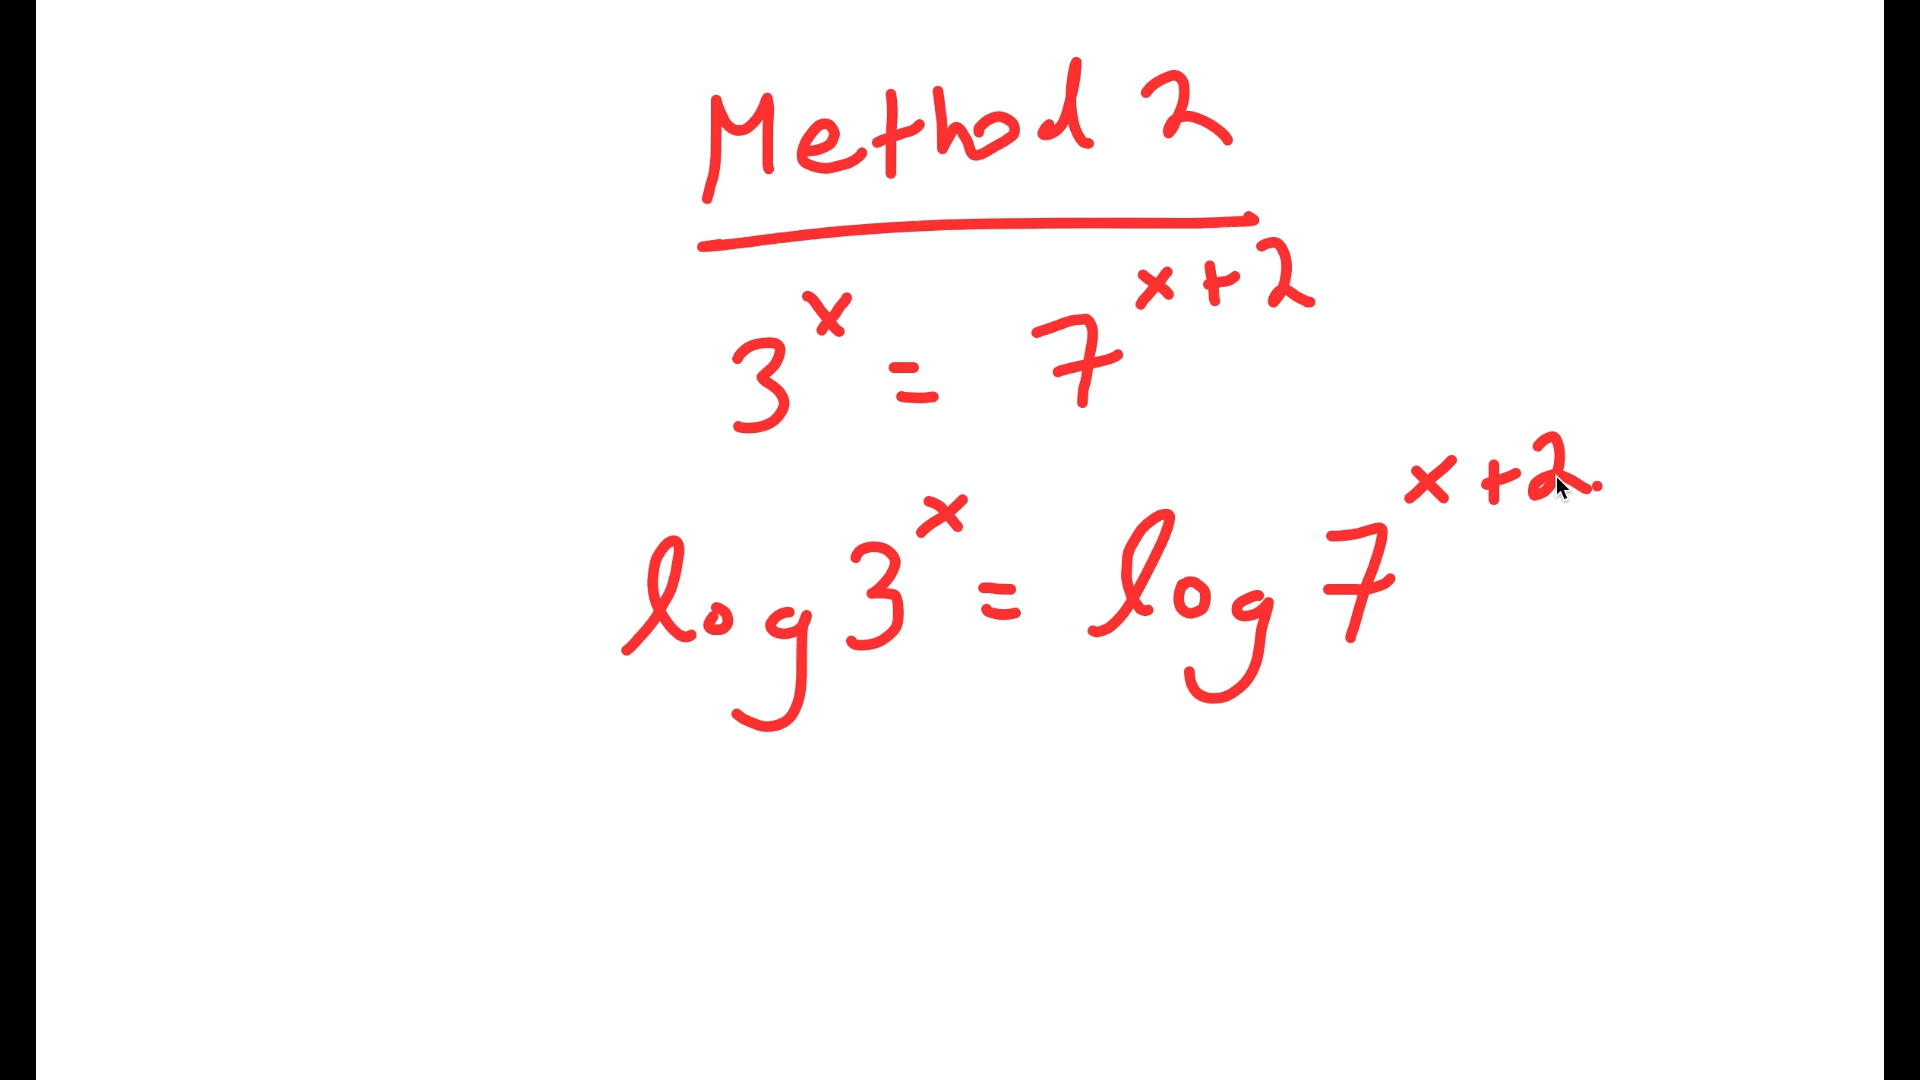 Method 2
3^x = 7^{x+2}
log 3^x = log 7^{x+2}.